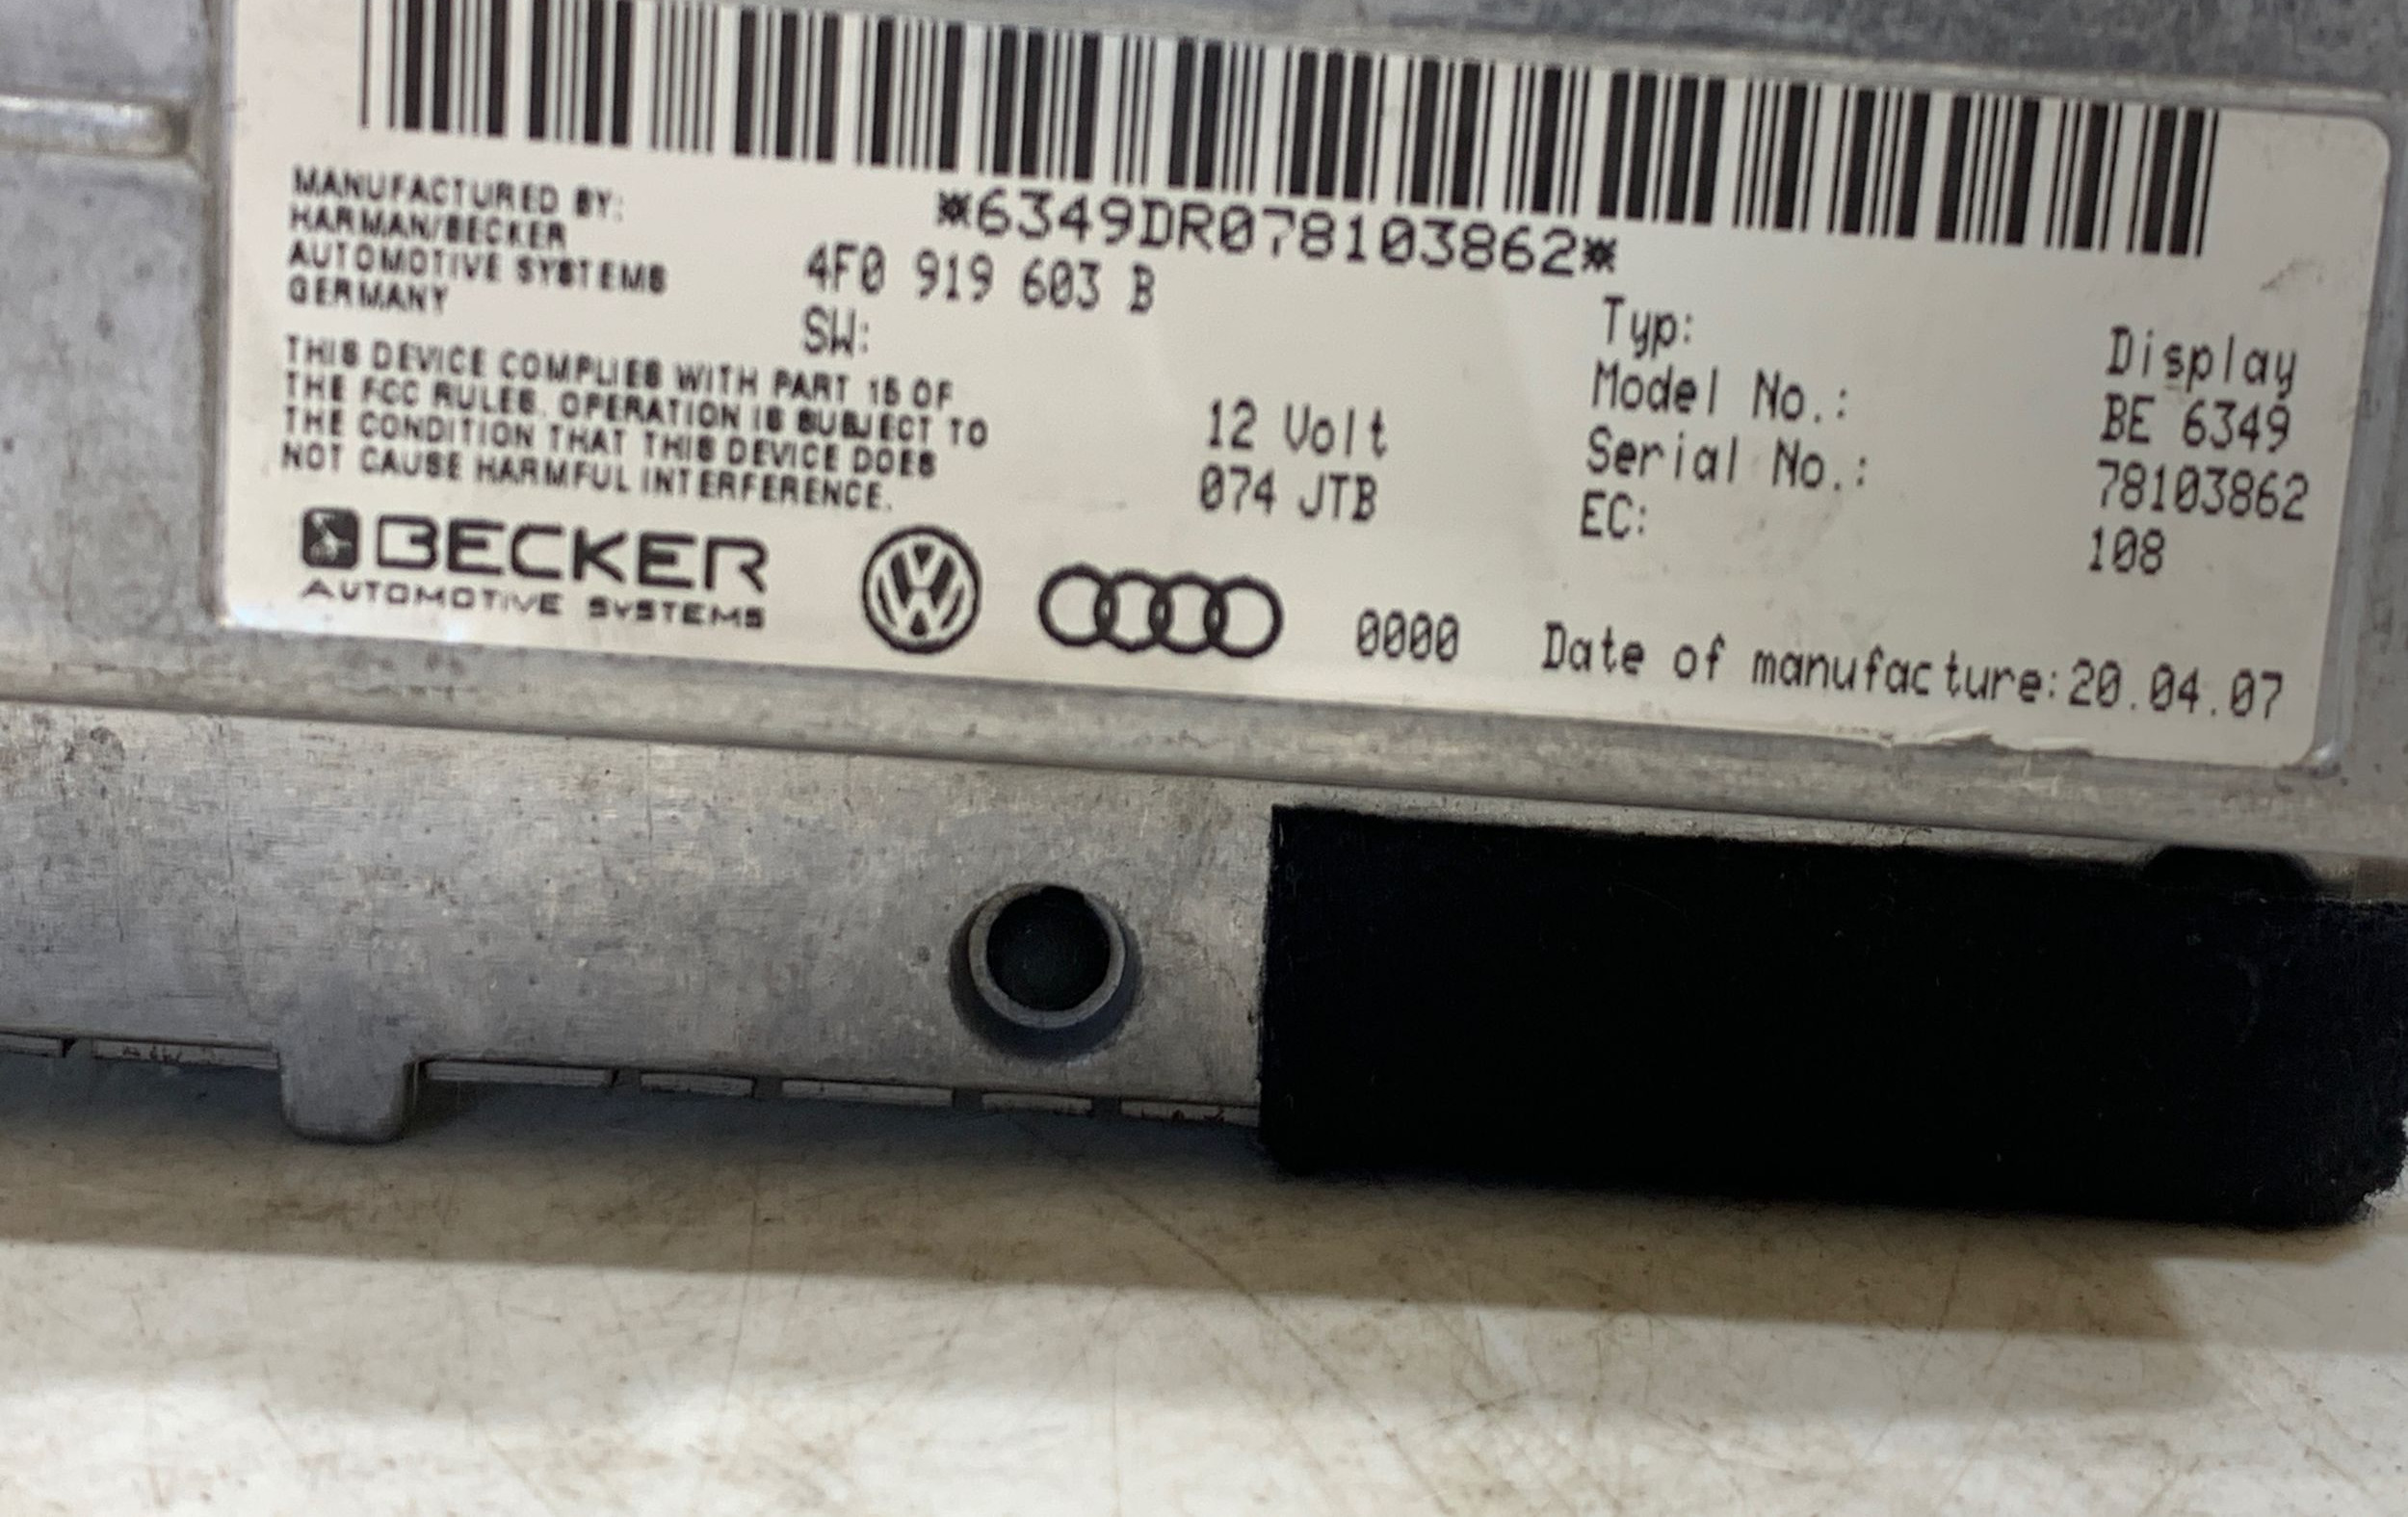 *6349DR078103862*
MANUFACTURED BY:
HARMAN/BECKER
AUTOMOTIVE SYSTEMS
GERMANY
4F0 919 603 B
SW:
THIS DEVICE COMPLIES WITH PART 15 OF
THE FCC RULES. OPERATION IS SUBJECT TO
THE CONDITION THAT THIS DEVICE DOES
NOT CAUSE HARMFUL INTERFERENCE.
12 Volt
074 JTB
Typ: Display
Model No.: BE 6349
Serial No.: 78103862
EC: 108
BECKER
AUTOMOTIVE SYSTEMS
0000 Date of manufacture:20.04.07